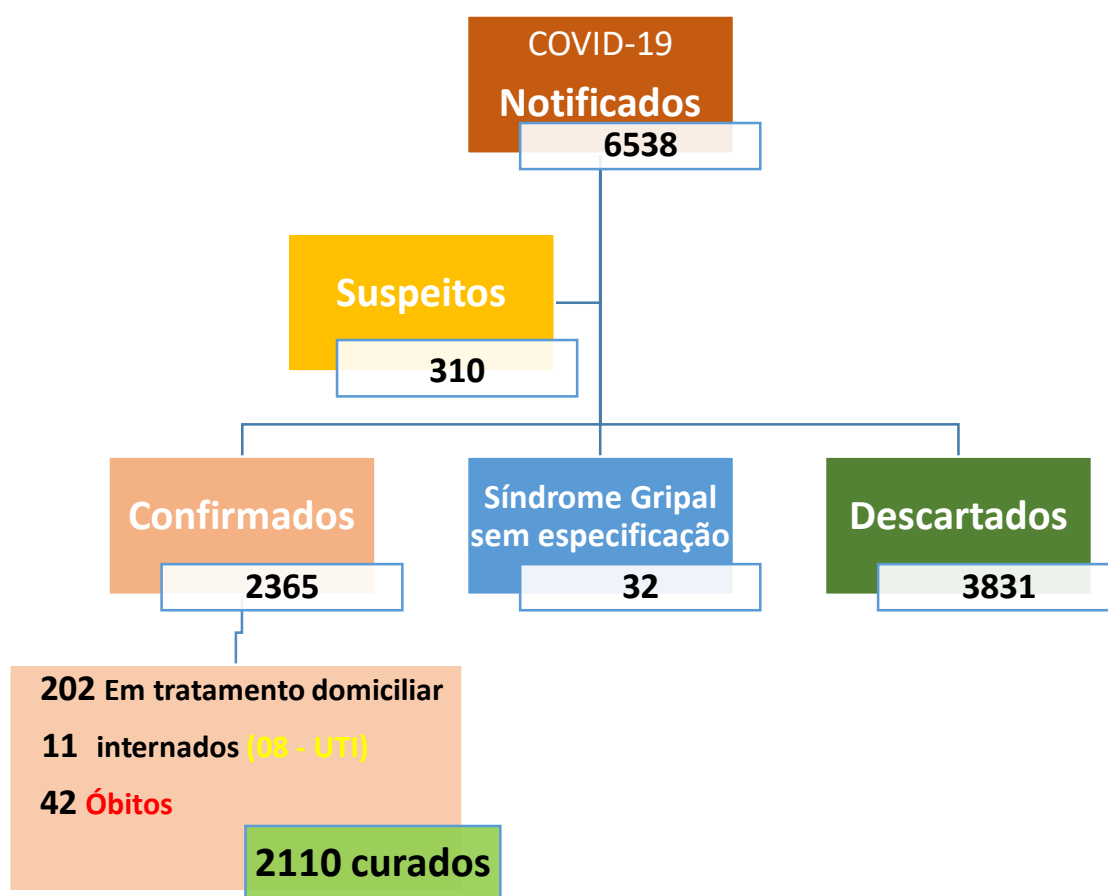 COVID-19
Notificados
6538
Suspeitos
310
Confirmados
2365
Síndrome Gripal
sem especificação
32
Descartados
3831
202 Em tratamento domiciliar
11 internados (08 - UTI)
42 Óbitos
2110 curados